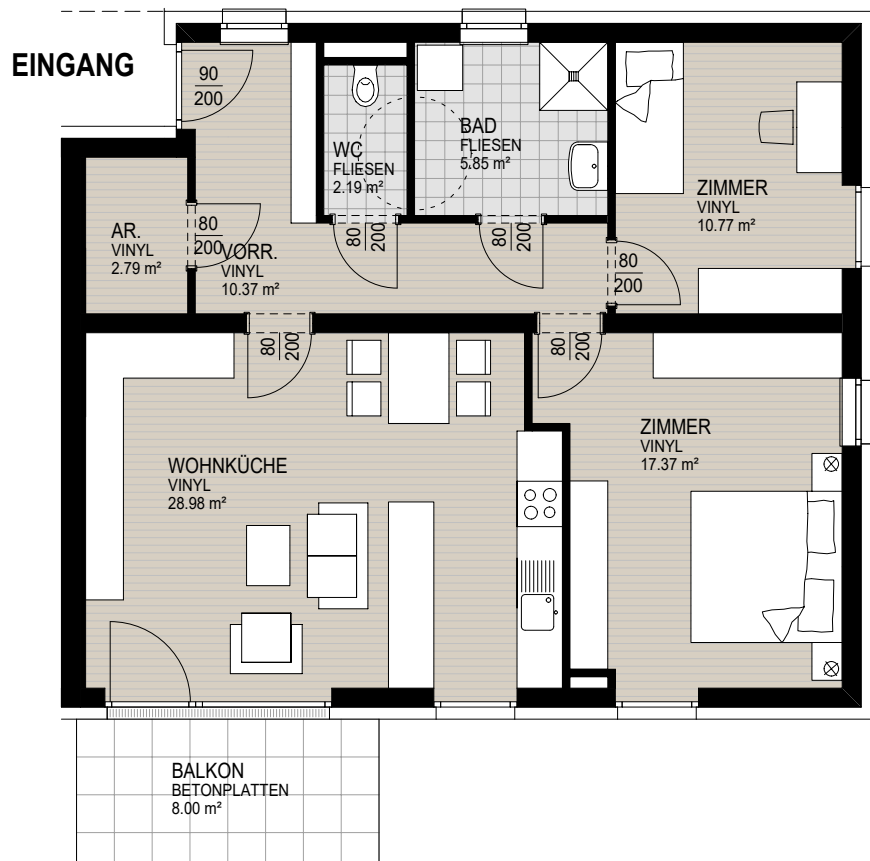 EINGANG
90
200
WC
FLIESEN
2.19 m²
BAD
FLIESEN
5.85 m²
ZIMMER
VINYL
10.77 m²
AR.
VINYL
2.79 m²
80
200
VORR.
VINYL
10.37 m²
80
200
80
200
80
200
80
200
80
200
ZIMMER
VINYL
17.37 m²
WOHNKÜCHE
VINYL
28.98 m²
BALKON
BETONPLATTEN
8.00 m²